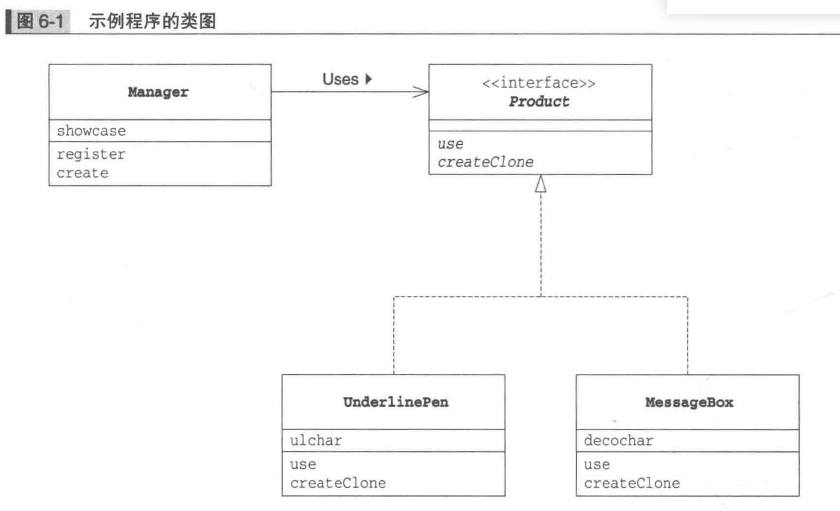 图 6-1 示例程序的类图
Manager
showcase
register
create
Uses
<<interface>>
Product
use
createClone
UnderlinePen
ulchar
use
createClone
MessageBox
decochar
use
createClone